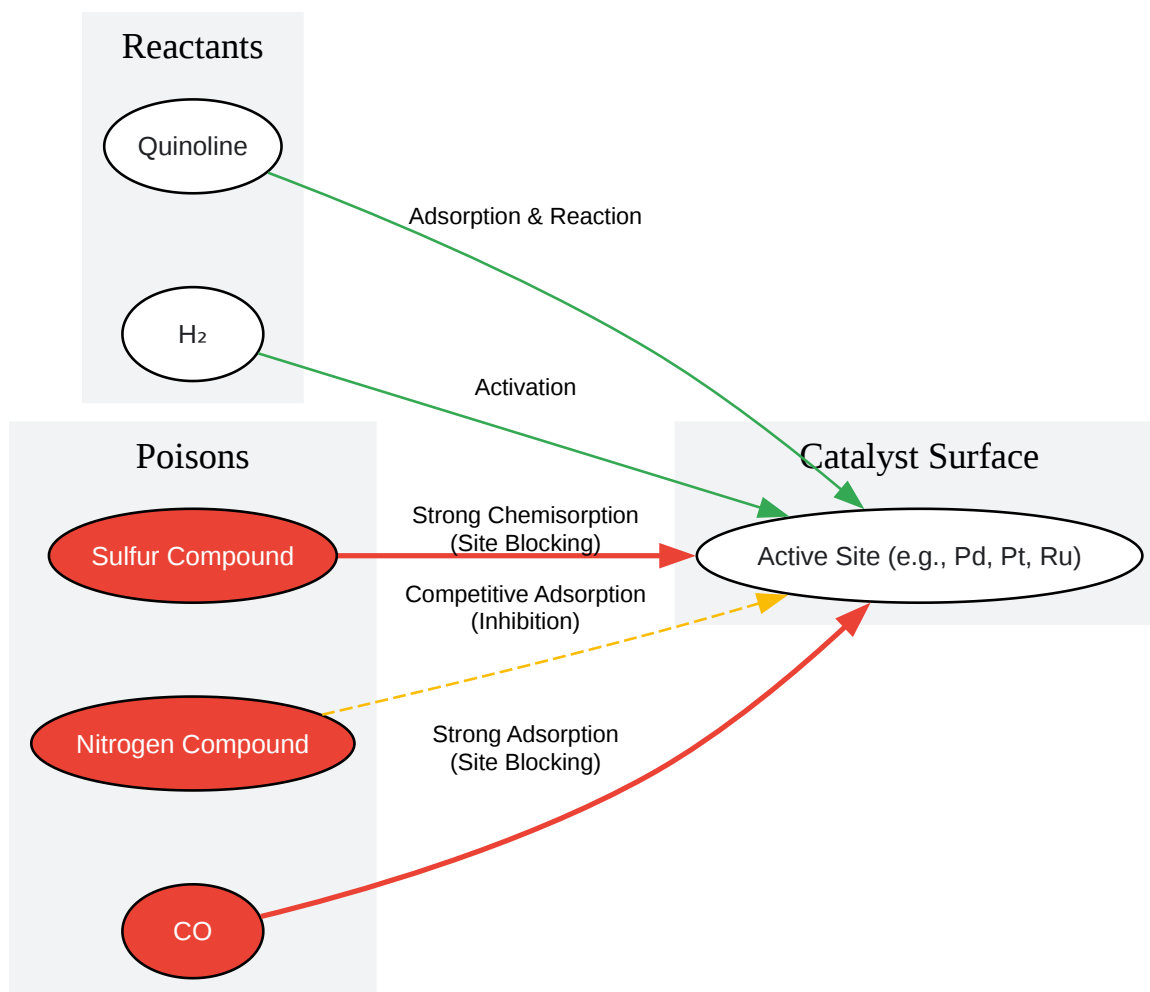 Reactants
Quinoline
Adsorption & Reaction
H₂
Activation
Poisons
Catalyst Surface
Sulfur Compound
Strong Chemisorption
(Site Blocking)
Active Site (e.g., Pd, Pt, Ru)
Competitive Adsorption
(Inhibition)
Nitrogen Compound
Strong Adsorption
(Site Blocking)
CO